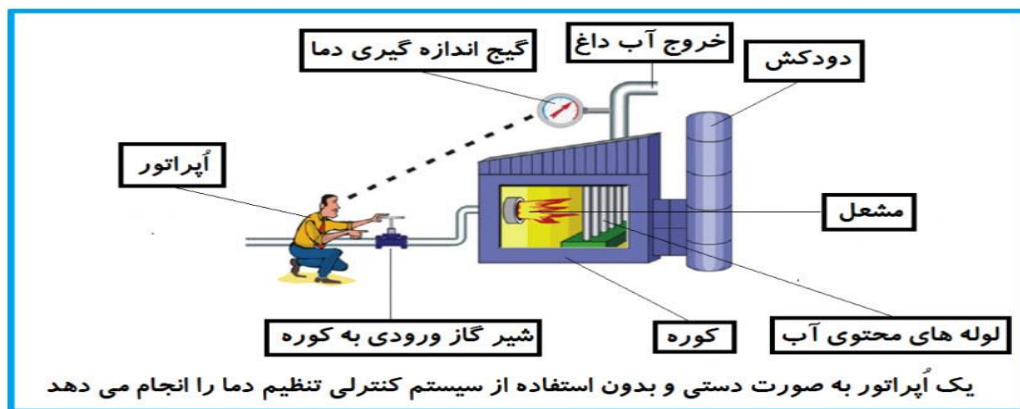 خروج آب داغ
گیج اندازه گیری دما
دودکش
اُپراتور
مشعل
شیر گاز ورودی به کوره
کوره
لوله های محتوی آب
یک اُپراتور به صورت دستی و بدون استفاده از سیستم کنترلی تنظیم دما را انجام می دهد